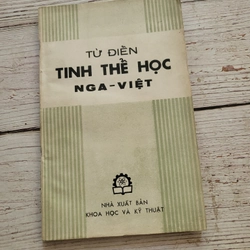 TỪ ĐIỂN
TINH THỂ HỌC
NGA-VIỆT
NHÀ XUẤT BẢN
KHOA HỌC VÀ KỸ THUẬT